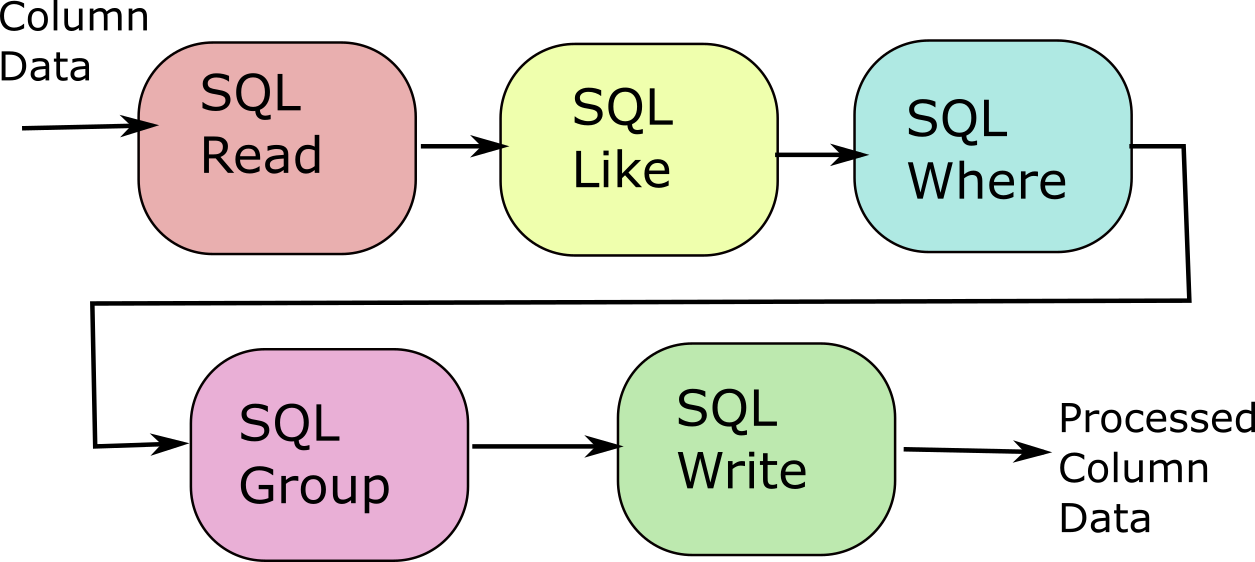 Column
Data
SQL
Read
SQL
Like
SQL
Where
SQL
Group
SQL
Write
Processed
Column
Data